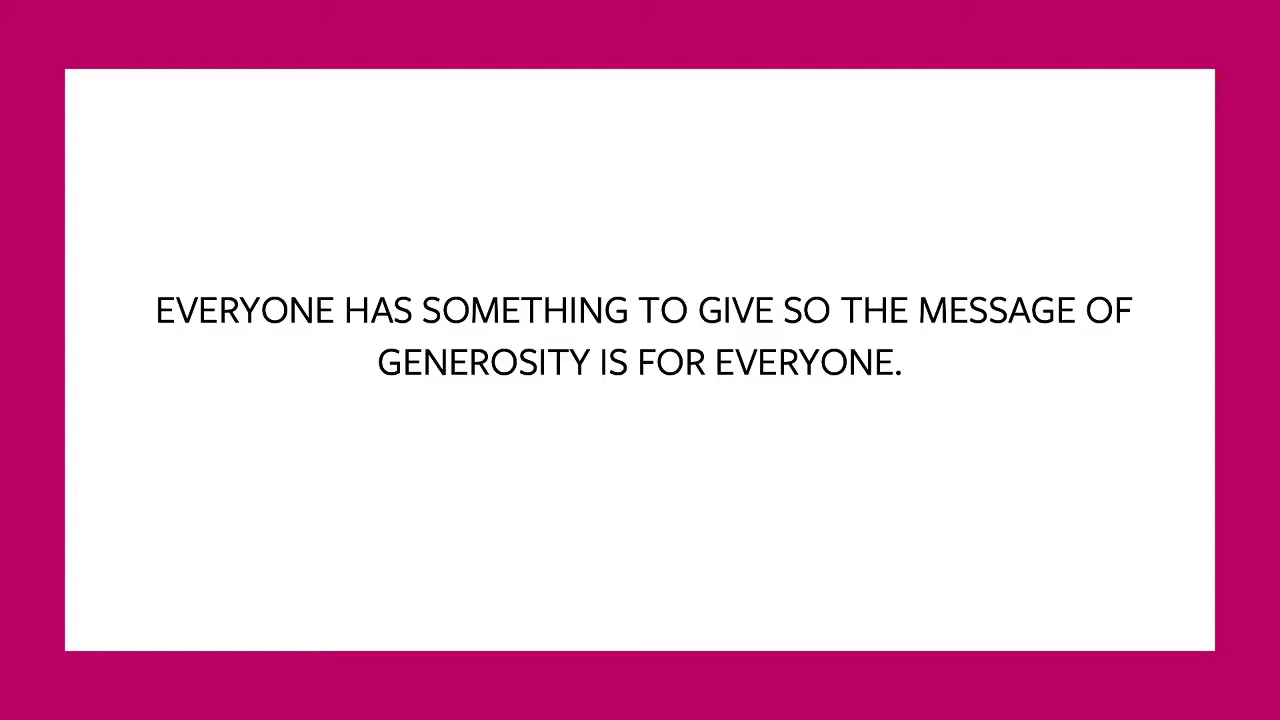 EVERYONE HAS SOMETHING TO GIVE SO THE MESSAGE OF
GENEROSITY IS FOR EVERYONE.